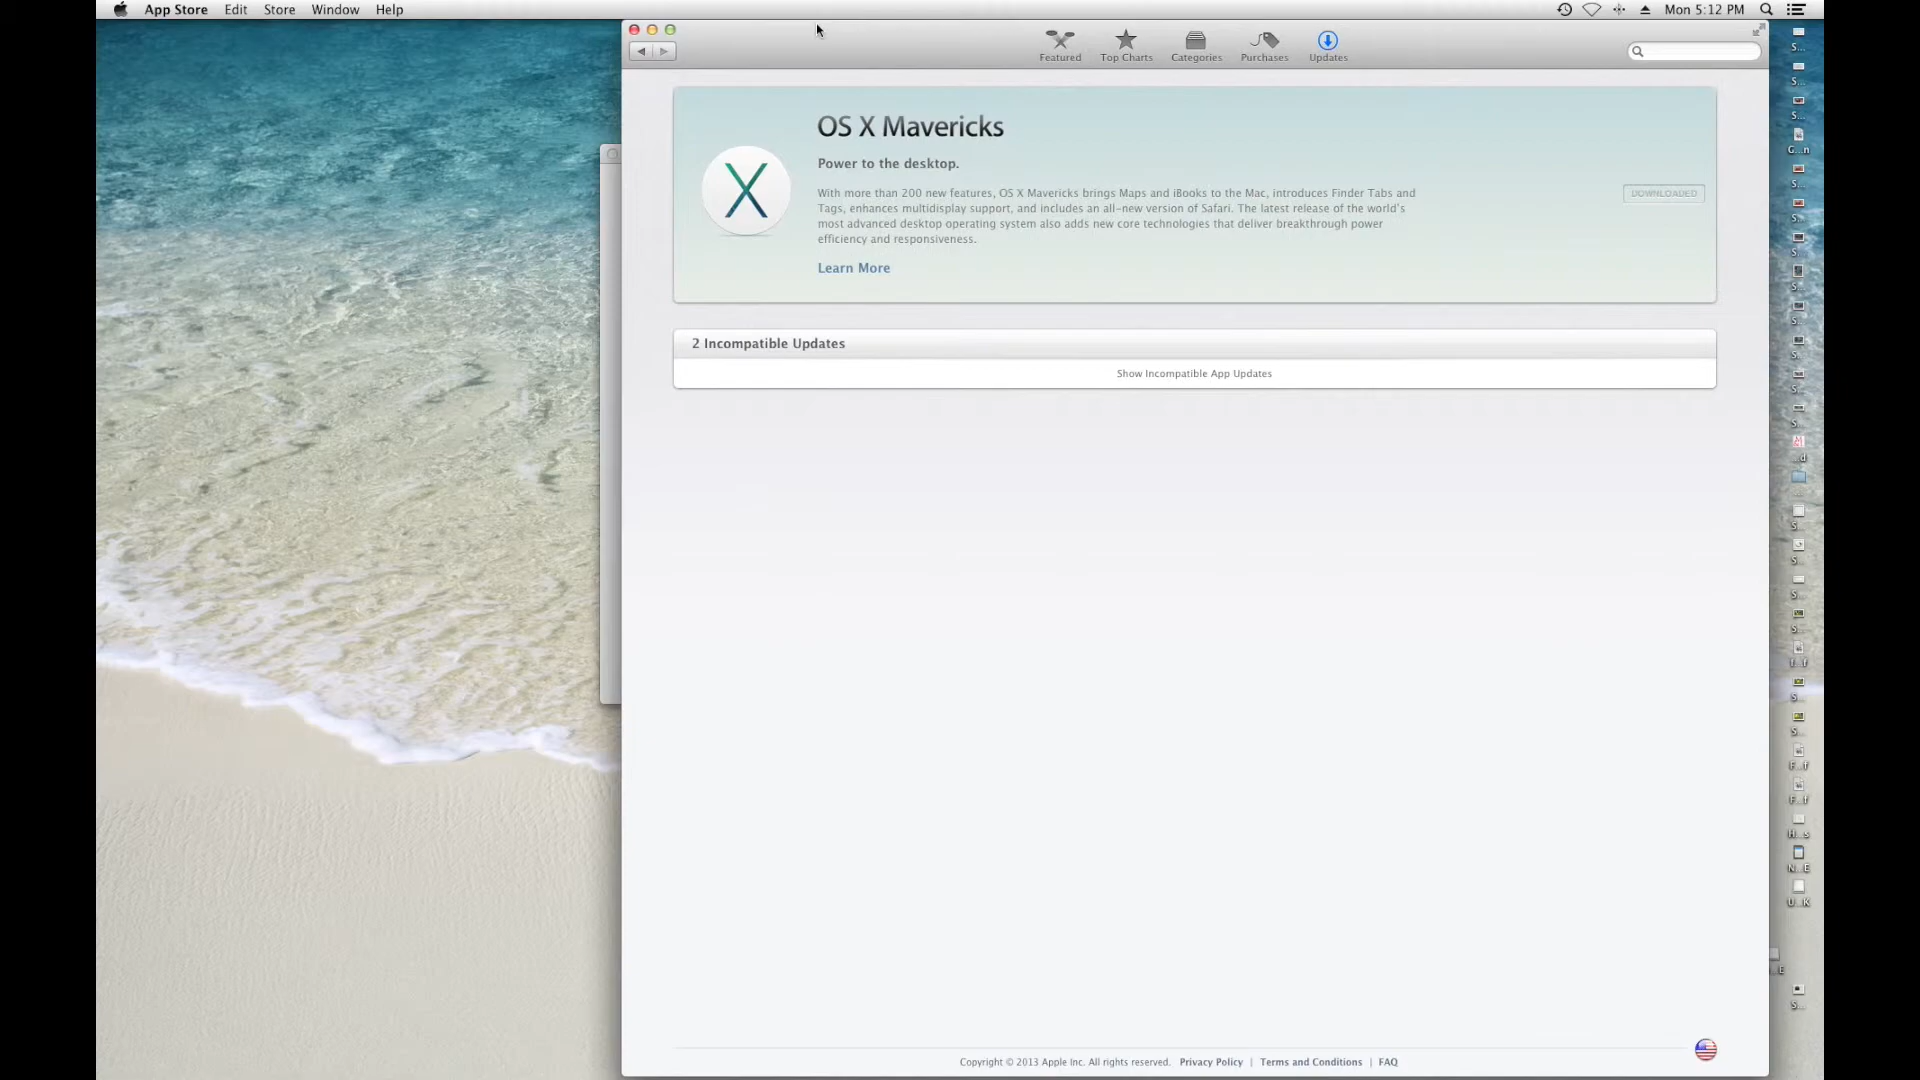 App Store Edit Store Window Help
Mon 5:12 PM
Featured Top Charts Categories Purchases Updates
OS X Mavericks
Power to the desktop.
With more than 200 new features, OS X Mavericks brings Maps and iBooks to the Mac, introduces Finder Tabs and
Tags, enhances multidisplay support, and includes an all-new version of Safari. The latest release of the world's
most advanced desktop operating system also adds new core technologies that deliver breakthrough power
efficiency and responsiveness.
DOWNLOADED
Learn More
2 Incompatible Updates
Show Incompatible App Updates
Copyright © 2013 Apple Inc. All rights reserved. Privacy Policy | Terms and Conditions | FAQ